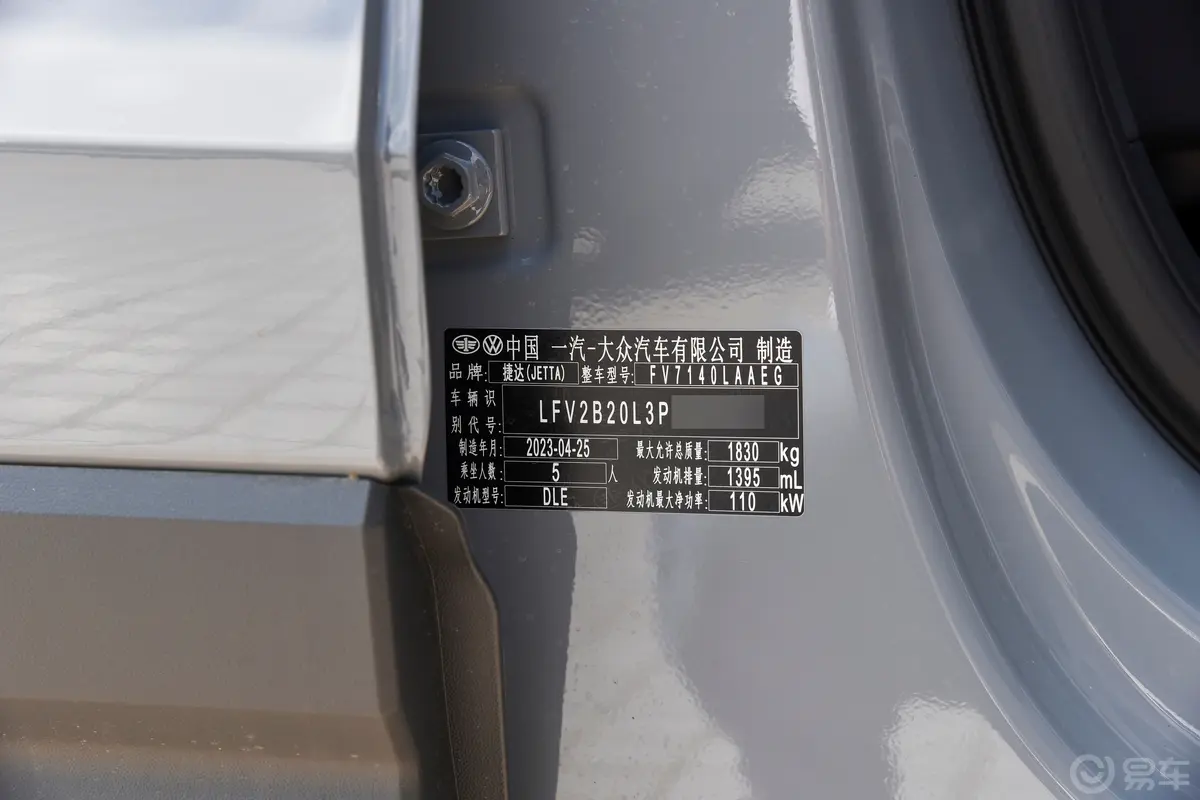 中国 一汽-大众汽车有限公司 制造
品牌: 捷达(JETTA) 整车型号: FV7140LAAEG
车辆识别代号: LFV2B20L3P
制造年月: 2023-04-25 最大允许总质量: 1830 kg
乘坐人数: 5 人 发动机排量: 1395 mL
发动机型号: DLE 发动机最大净功率: 110 kW
易车